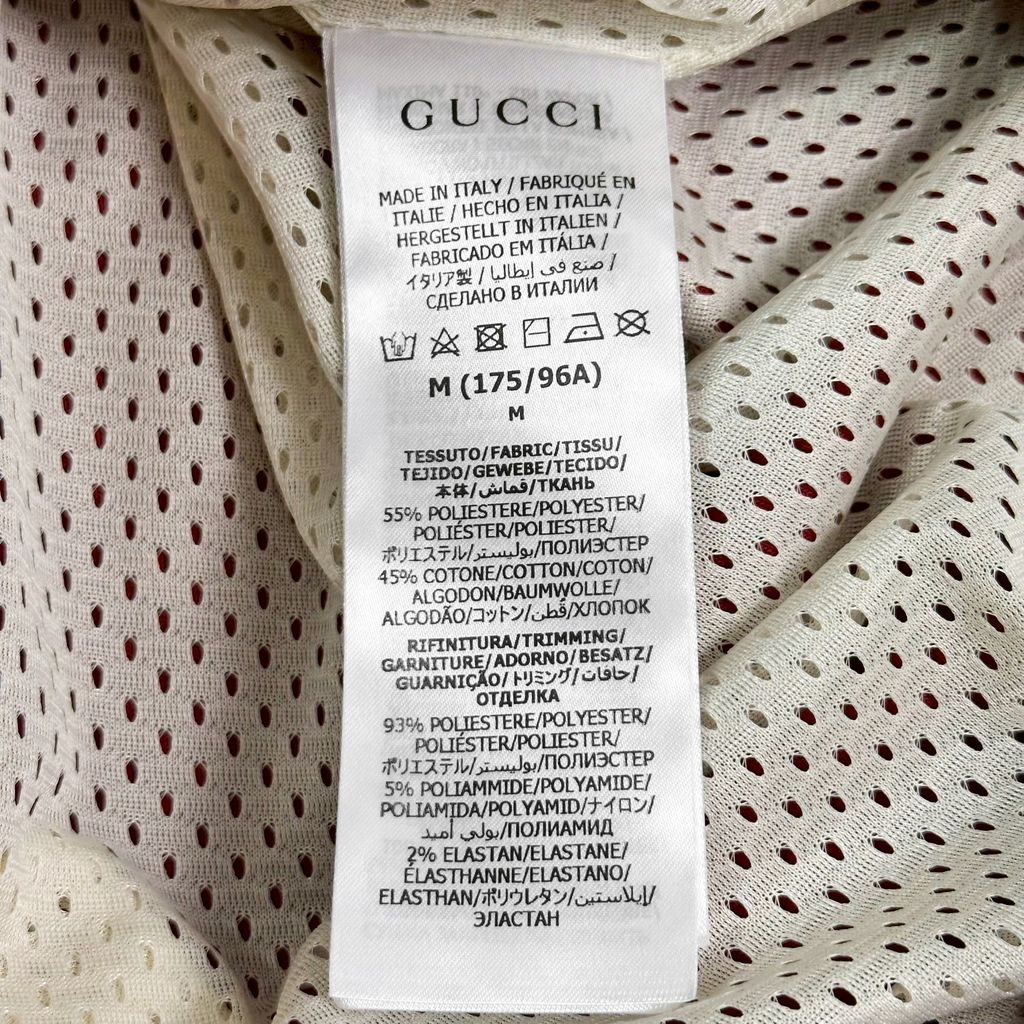 GUCCI
MADE IN ITALY / FABRIQUÉ EN
ITALIE / HECHO EN ITALIA /
HERGESTELLT IN ITALIEN /
FABRICADO EM ITÁLIA /
イタリア製 / صنع في إيطاليا /
СДЕЛАНО В ИТАЛИИ
M (175/96A)
M
TESSUTO/FABRIC/TISSU/
TEJIDO/GEWEBE/TECIDO/
本体/قماش/ТКАНЬ
55% POLIESTERE/POLYESTER/
POLIÉSTER/POLIESTER/
ポリエステル/بوليستر/ПОЛИЭСТЕР
45% COTONE/COTTON/COTON/
ALGODON/BAUMWOLLE/
ALGODÃO/コットン/قطن/ХЛОПОК
RIFINITURA/TRIMMING/
GARNITURE/ADORNO/BESATZ/
GUARNIÇÃO/トリミング/حافات/
ОТДЕЛКА
93% POLIESTERE/POLYESTER/
POLIÉSTER/POLIESTER/
ポリエステル/بوليستر/ПОЛИЭСТЕР
5% POLIAMMIDE/POLYAMIDE/
POLIAMIDA/POLYAMID/ナイロン/
بولي أميد/ПОЛИАМИД
2% ELASTAN/ELASTANE/
ÉLASTHANNE/ELASTANO/
ELASTHAN/ポリウレタン/إيلاستين/
ЭЛАСТАН